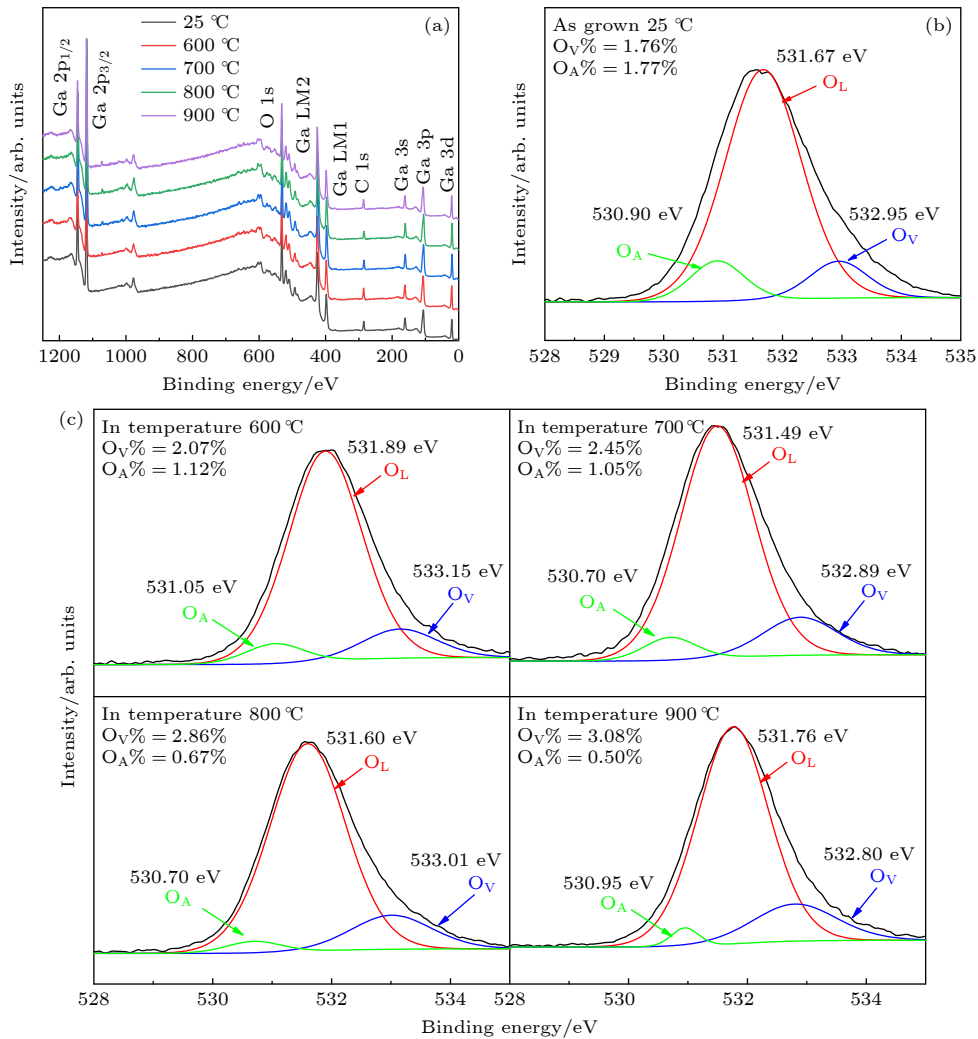 (a)
25 ℃
600 ℃
700 ℃
800 ℃
900 ℃
Ga 2p1/2
Ga 2p3/2
O 1s
Ga LM2
Ga LM1
C 1s
Ga 3s
Ga 3p
Ga 3d
Intensity/arb. units
1200 1000 800 600 400 200 0
Binding energy/eV
(b)
As grown 25 ℃
OV% = 1.76%
OA% = 1.77%
531.67 eV
OL
530.90 eV
OA
532.95 eV
OV
Intensity/arb. units
528 529 530 531 532 533 534 535
Binding energy/eV
(c)
In temperature 600 ℃
OV% = 2.07%
OA% = 1.12%
531.89 eV
OL
531.05 eV
OA
533.15 eV
OV
In temperature 700 ℃
OV% = 2.45%
OA% = 1.05%
531.49 eV
OL
530.70 eV
OA
532.89 eV
OV
In temperature 800 ℃
OV% = 2.86%
OA% = 0.67%
531.60 eV
OL
530.70 eV
OA
533.01 eV
OV
In temperature 900 ℃
OV% = 3.08%
OA% = 0.50%
531.76 eV
OL
530.95 eV
OA
532.80 eV
OV
Intensity/arb. units
528 530 532 534 528 530 532 534
Binding energy/eV